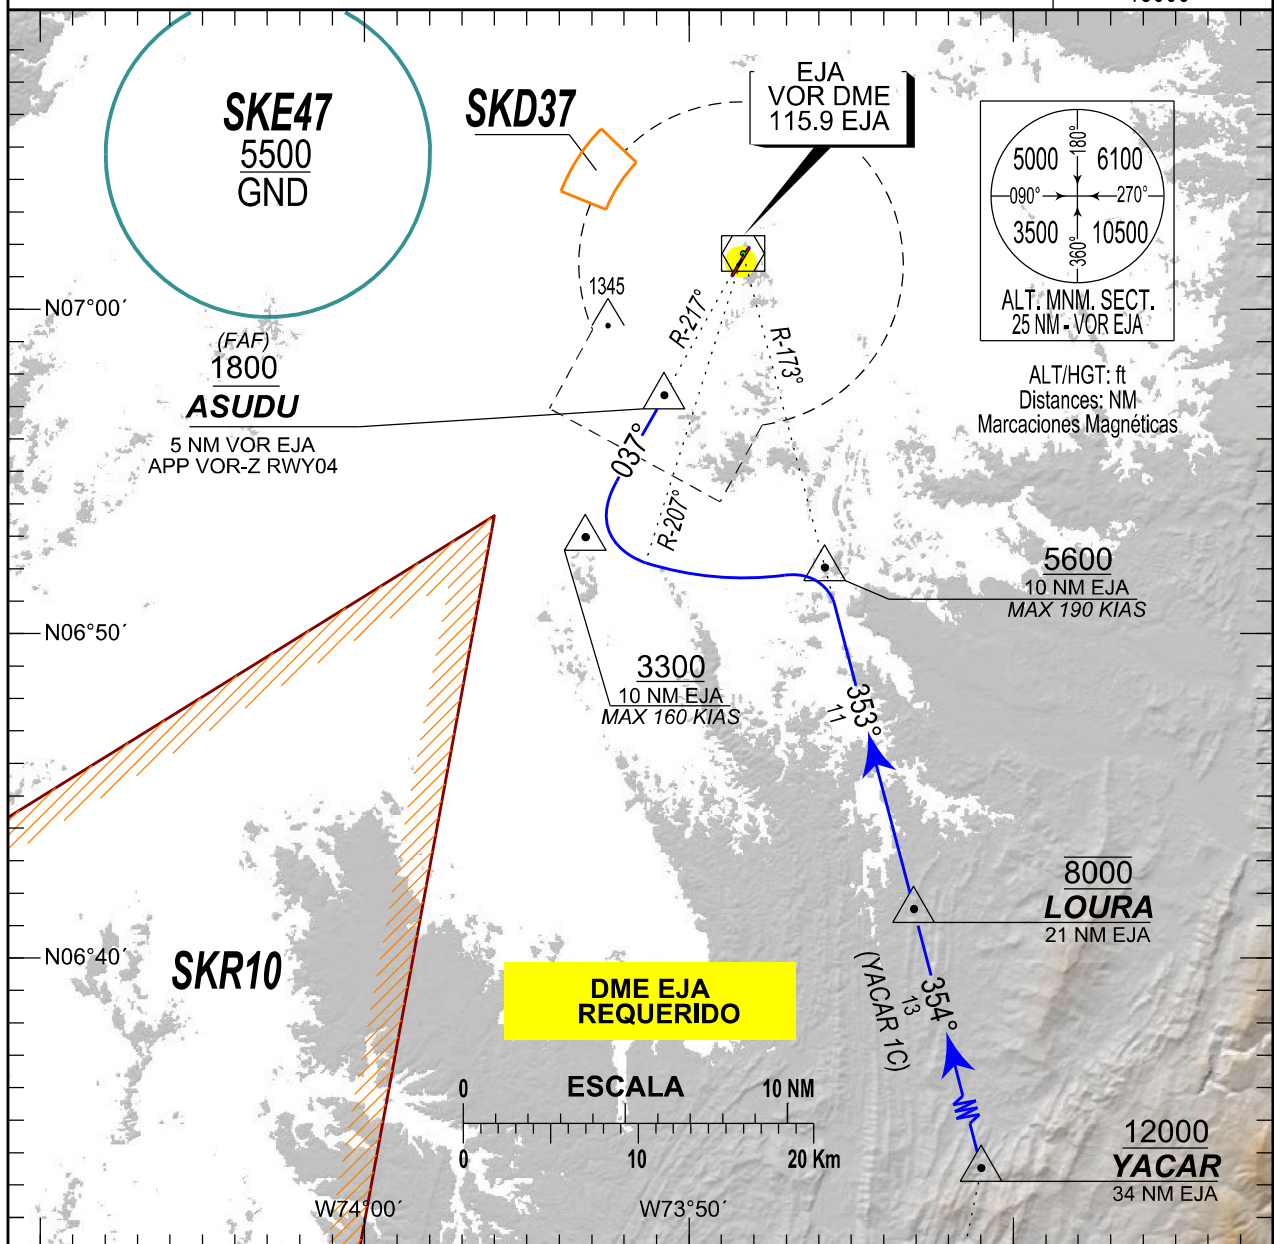 SKE47
5500
GND
SKD37
EJA
VOR DME
115.9 EJA
5000
6100
3500
10500
180°
090°
270°
360°
ALT. MNM. SECT.
25 NM - VOR EJA
ALT/HGT: ft
Distances: NM
Marcaciones Magnéticas
N07°00´
1345
R-217°
R-173°
(FAF)
1800
ASUDU
5 NM VOR EJA
APP VOR-Z RWY04
037°
R-207°
5600
10 NM EJA
MAX 190 KIAS
N06°50´
3300
10 NM EJA
MAX 160 KIAS
353°
11
8000
LOURA
21 NM EJA
N06°40´
SKR10
DME EJA
REQUERIDO
354°
13
(YACAR 1C)
0 ESCALA 10 NM
0 10 20 Km
12000
YACAR
34 NM EJA
W74°00´
W73°50´